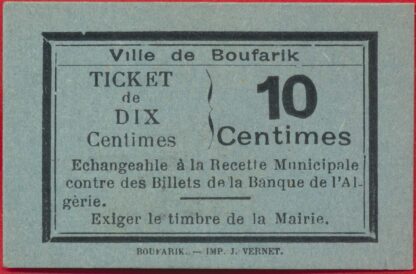 Ville de Boufarik
TICKET
de
DIX
Centimes
10
Centimes
Echangeable à la Recette Municipale
contre des Billets de la Banque de l'Al-
gèrie.
Exiger le timbre de la Mairie.
BOUFARIK. — IMP. J. VERNET.